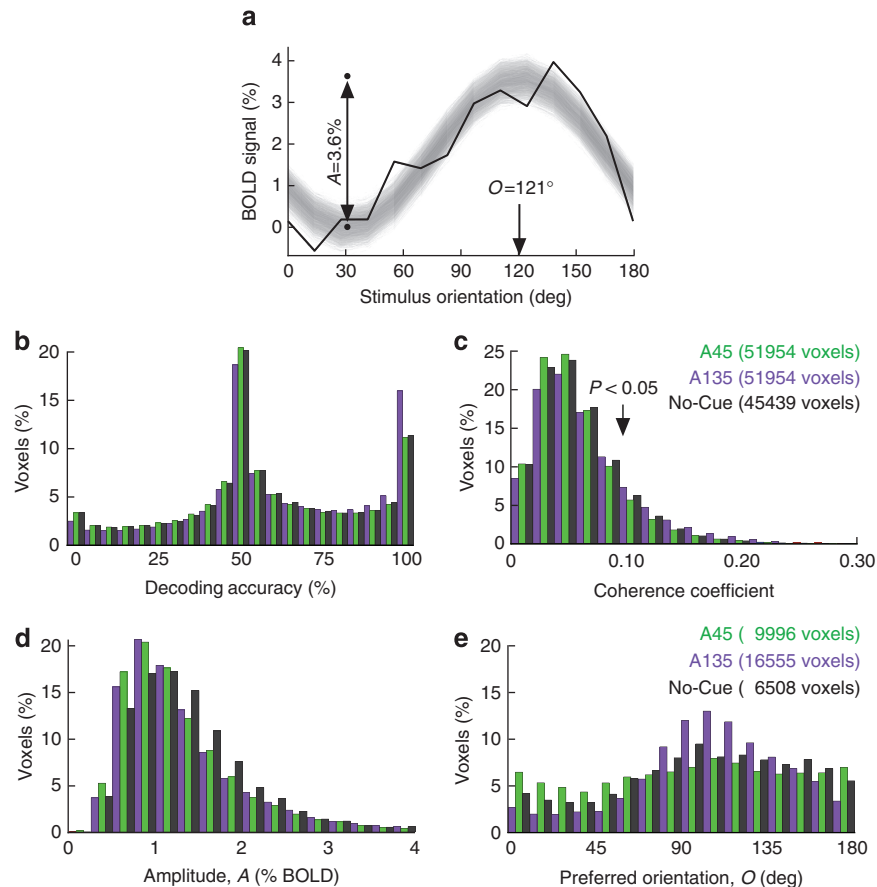 a
BOLD signal (%)
4
3
2
1
0
A=3.6%
O=121°
0 30 60 90 120 150 180
Stimulus orientation (deg)
b
Voxels (%)
20
15
10
5
0
0 25 50 75 100
Decoding accuracy (%)
c
Voxels (%)
25
20
15
10
5
0
A45 (51954 voxels)
A135 (51954 voxels)
No-Cue (45439 voxels)
P < 0.05
0 0.10 0.20 0.30
Coherence coefficient
d
Voxels (%)
20
15
10
5
0
0 1 2 3 4
Amplitude, A (% BOLD)
e
Voxels (%)
20
15
10
5
0
A45 ( 9996 voxels)
A135 (16555 voxels)
No-Cue ( 6508 voxels)
0 45 90 135 180
Preferred orientation, O (deg)